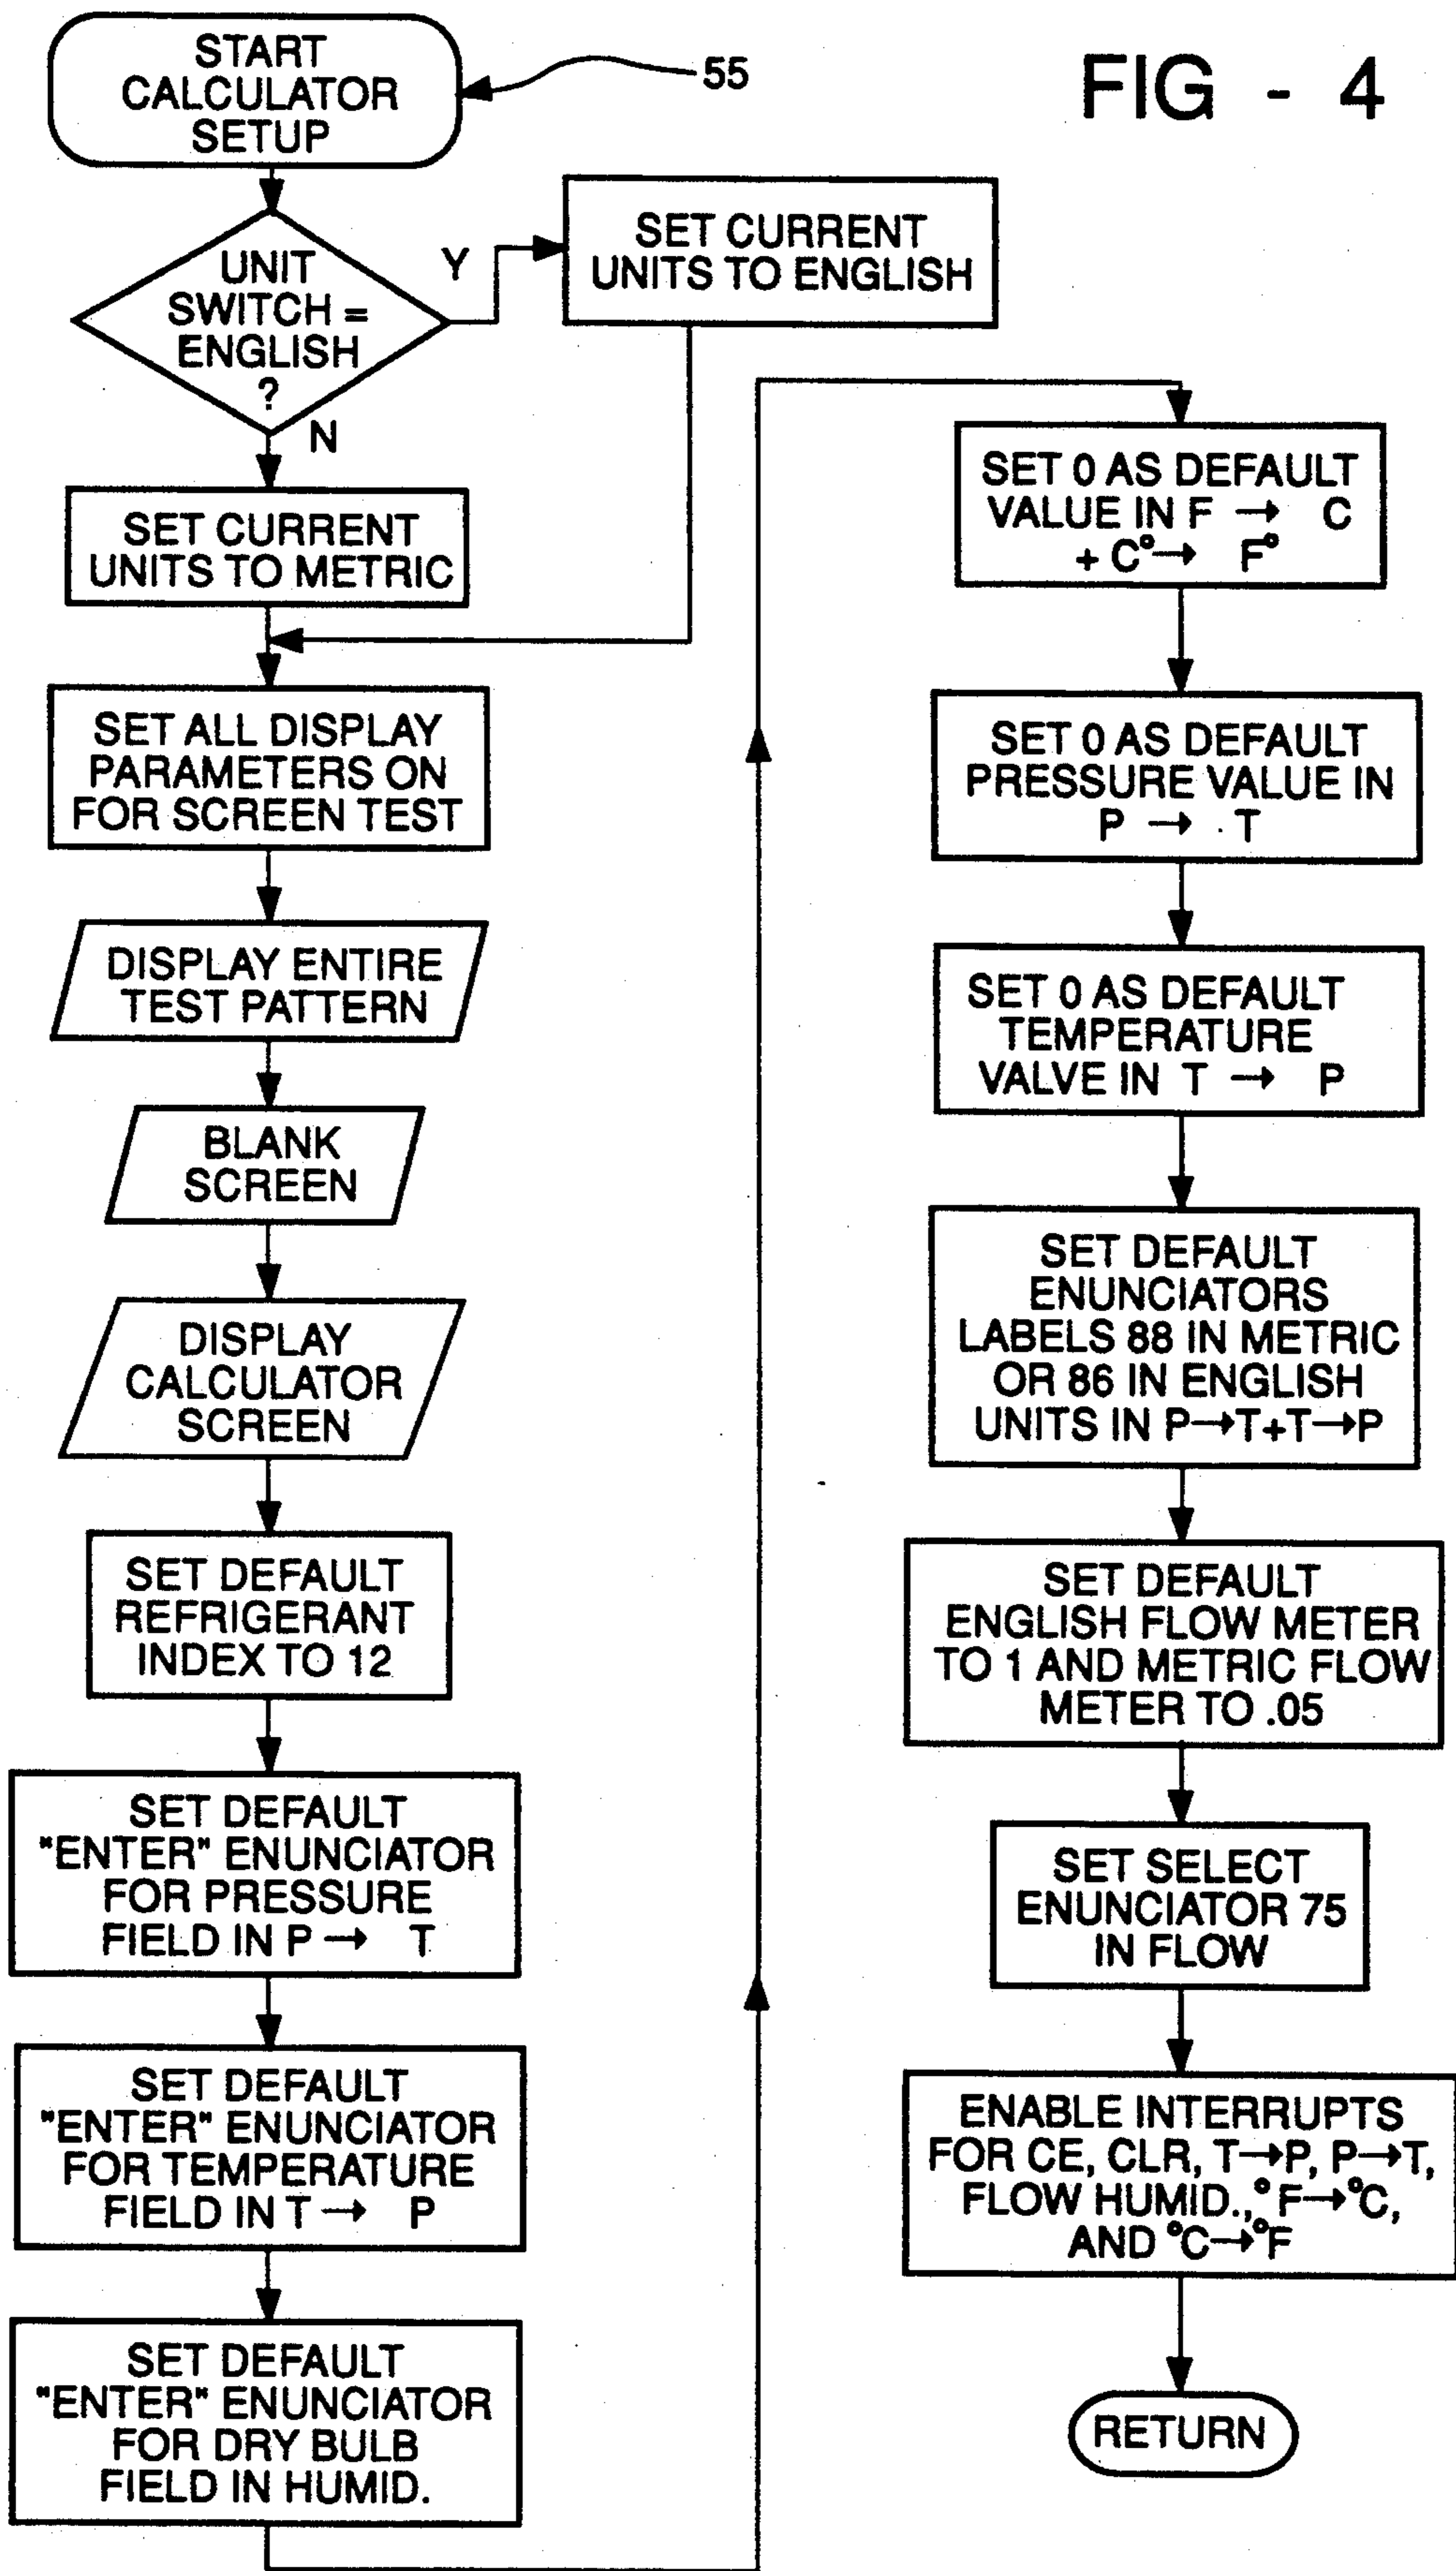 START
CALCULATOR
SETUP
55
FIG - 4
UNIT
SWITCH =
ENGLISH
?
Y
N
SET CURRENT
UNITS TO ENGLISH
SET CURRENT
UNITS TO METRIC
SET ALL DISPLAY
PARAMETERS ON
FOR SCREEN TEST
DISPLAY ENTIRE
TEST PATTERN
BLANK
SCREEN
DISPLAY
CALCULATOR
SCREEN
SET DEFAULT
REFRIGERANT
INDEX TO 12
SET DEFAULT
"ENTER" ENUNCIATOR
FOR PRESSURE
FIELD IN P → T
SET DEFAULT
"ENTER" ENUNCIATOR
FOR TEMPERATURE
FIELD IN T → P
SET DEFAULT
"ENTER" ENUNCIATOR
FOR DRY BULB
FIELD IN HUMID.
SET 0 AS DEFAULT
VALUE IN F → C
+ C° → F°
SET 0 AS DEFAULT
PRESSURE VALUE IN
P → T
SET 0 AS DEFAULT
TEMPERATURE
VALVE IN T → P
SET DEFAULT
ENUNCIATORS
LABELS 88 IN METRIC
OR 86 IN ENGLISH
UNITS IN P→T+T→P
SET DEFAULT
ENGLISH FLOW METER
TO 1 AND METRIC FLOW
METER TO .05
SET SELECT
ENUNCIATOR 75
IN FLOW
ENABLE INTERRUPTS
FOR CE, CLR, T→P, P→T,
FLOW HUMID., °F→°C,
AND °C→°F
RETURN